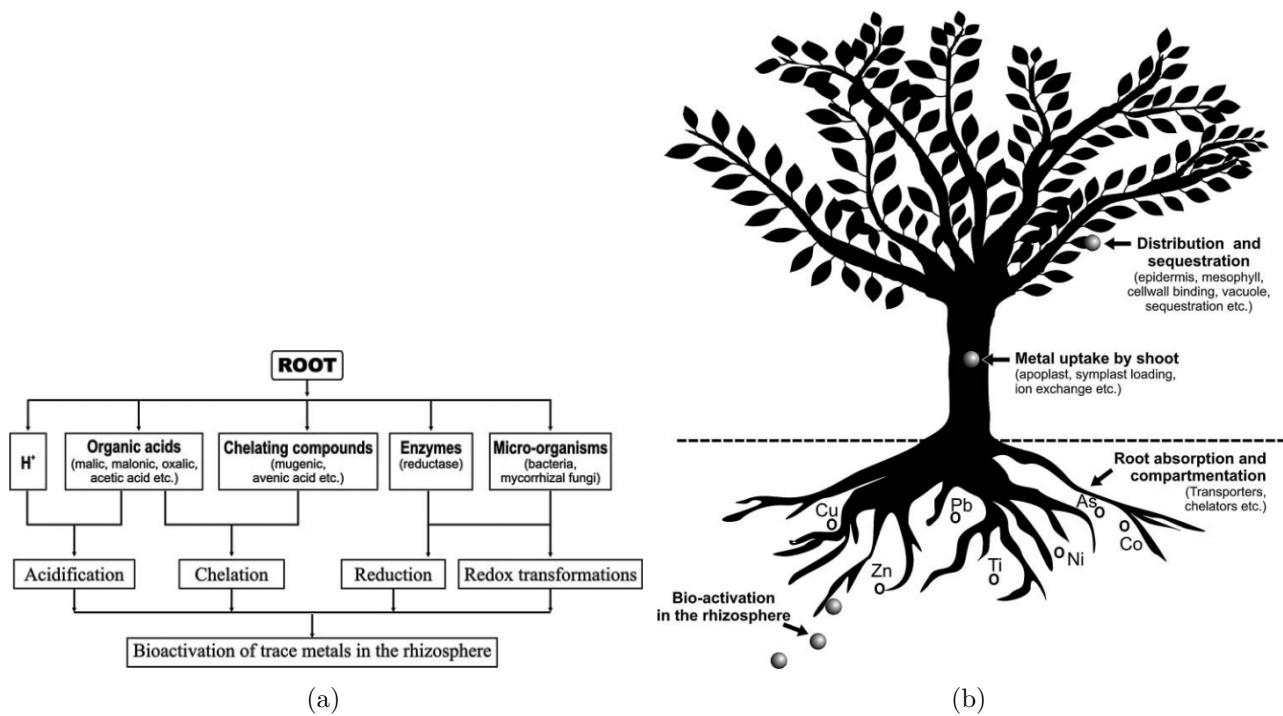 ROOT
H+
Organic acids
(malic, malonic, oxalic,
acetic acid etc.)
Chelating compounds
(mugenic,
avenic acid etc.)
Enzymes
(reductase)
Micro-organisms
(bacteria,
mycorrhizal fungi)
Acidification
Chelation
Reduction
Redox transformations
Bioactivation of trace metals in the rhizosphere
(a)
Distribution and
sequestration
(epidermis, mesophyll,
cellwall binding, vacuole,
sequestration etc.)
Metal uptake by shoot
(apoplast, symplast loading,
ion exchange etc.)
Root absorption and
compartmentation
(Transporters,
chelators etc.)
Cu
Pb
As
Co
Zn
Ti
Ni
Bio-activation
in the rhizosphere
(b)